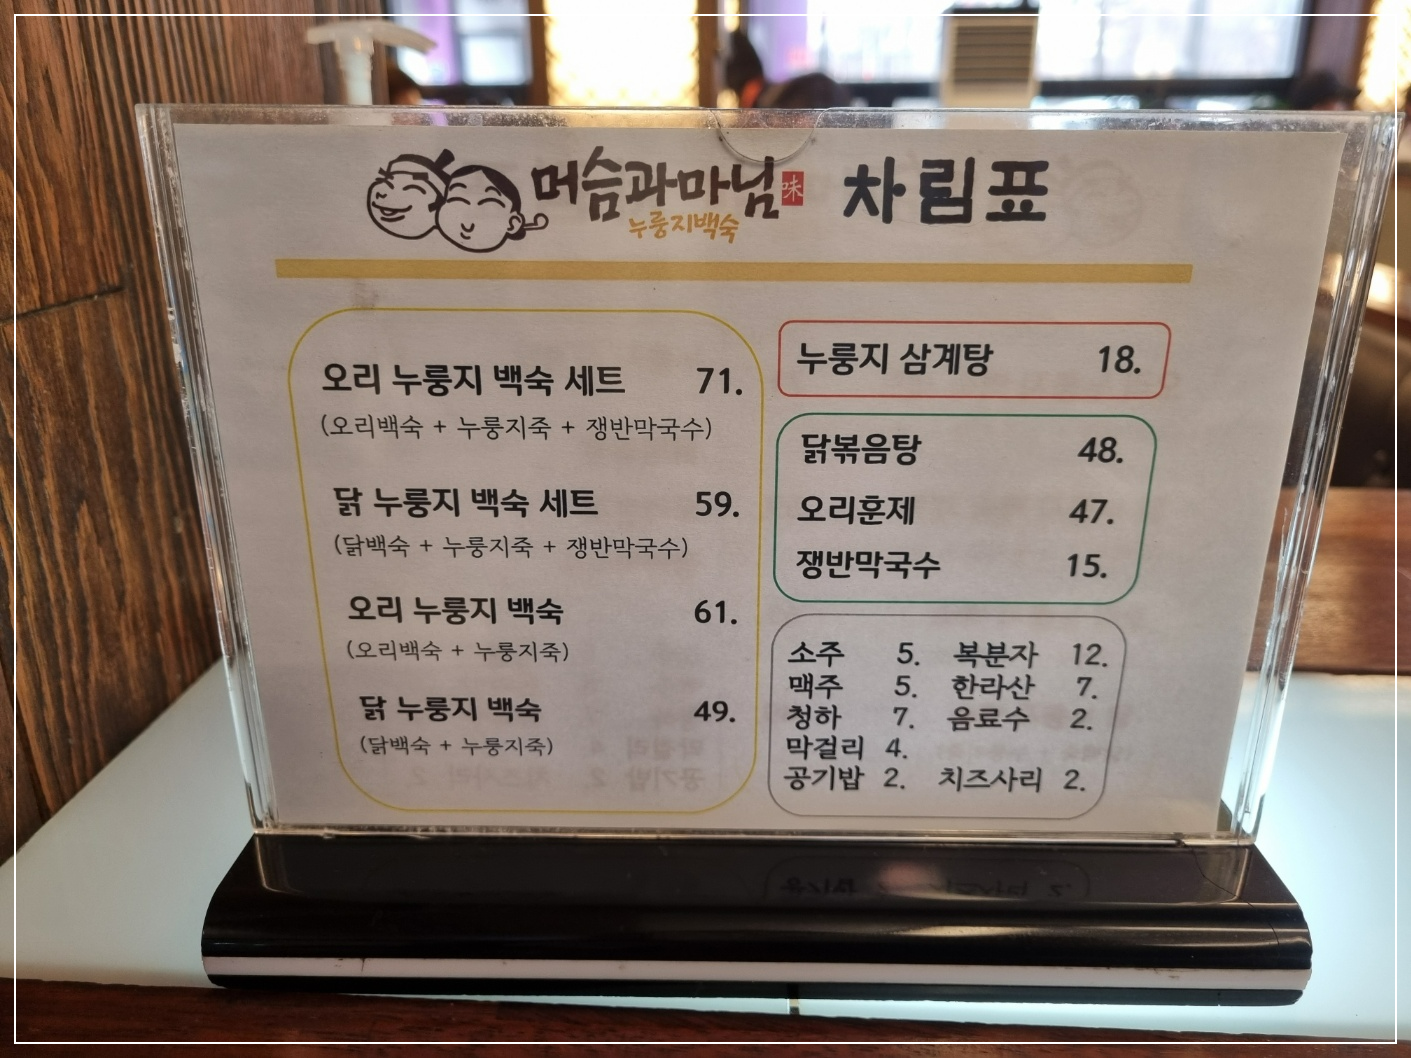 머슴과마님 味 차림표
누룽지백숙
오리 누룽지 백숙 세트 71.
(오리백숙 + 누룽지죽 + 쟁반막국수)
닭 누룽지 백숙 세트 59.
(닭백숙 + 누룽지죽 + 쟁반막국수)
오리 누룽지 백숙 61.
(오리백숙 + 누룽지죽)
닭 누룽지 백숙 49.
(닭백숙 + 누룽지죽)
누룽지 삼계탕 18.
닭볶음탕 48.
오리훈제 47.
쟁반막국수 15.
소주 5. 복분자 12.
맥주 5. 한라산 7.
청하 7. 음료수 2.
막걸리 4.
공기밥 2. 치즈사리 2.